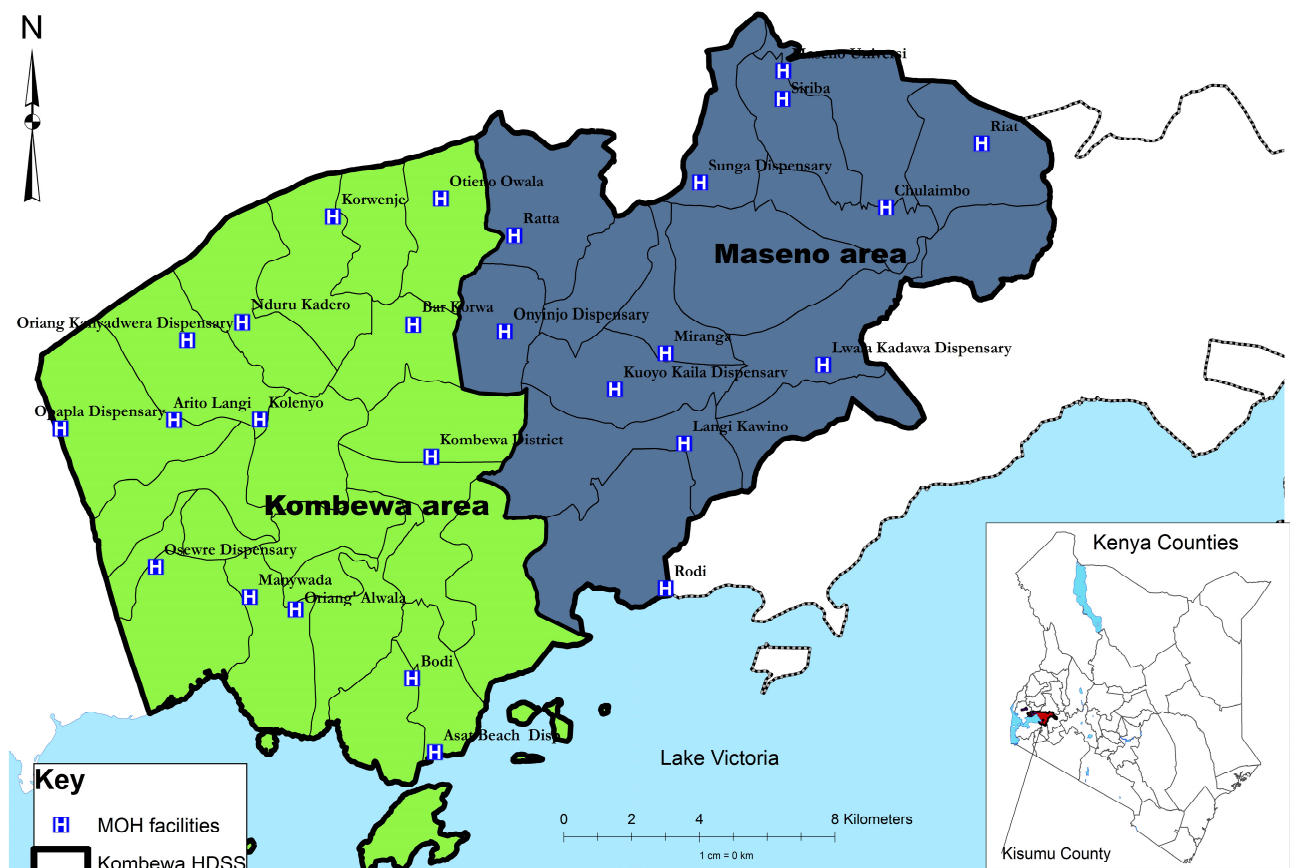 N
Maseno Universi
Siriba
Riat
Sunga Dispensary
Chulaimbo
Otieno Owala
Korwenje
Ratta
Maseno area
Nduru Kadero
Bar Korwa
Onyinjo Dispensary
Oriang Kanyadwera Dispensary
Miranga
Lwala Kadawa Dispensary
Kuoyo Kaila Dispensary
Opapla Dispensary
Arito Langi
Kolenyo
Langi Kawino
Kombewa District
Kombewa area
Osewre Dispensary
Manywada
Oriang' Alwala
Rodi
Bodi
Asat Beach Disp
Lake Victoria
Kenya Counties
Kisumu County
Key
H MOH facilities
Kombewa HDSS
0 2 4 8 Kilometers
1 cm = 0 km